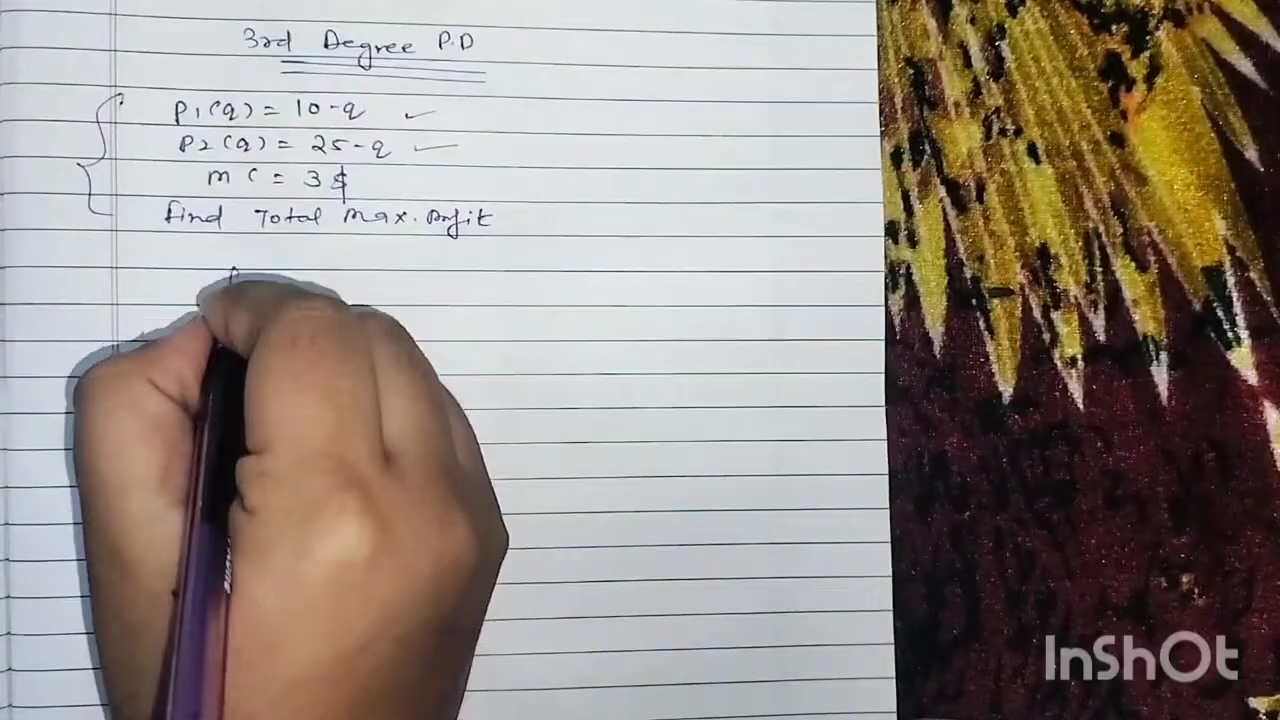 3rd Degree P.D
P1(q) = 10-q
P2(q) = 25-q
MC = 3$
Find Total Max. Profit
InShOt